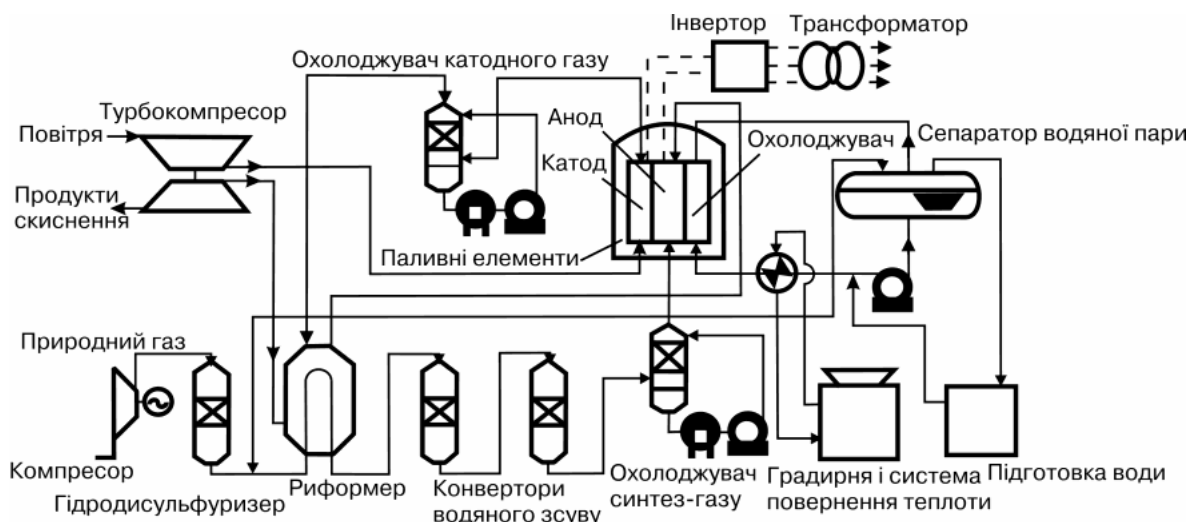 Інвертор
Трансформатор
Охолоджувач катодного газу
Турбокомпресор
Повітря
Анод
Охолоджувач
Сепаратор водяної пари
Катод
Продукти
скиснення
Паливні елементи
Природний газ
Компресор
Гідродисульфуризер
Риформер
Конвертори
водяного зсуву
Охолоджувач
синтез-газу
Градирня і система
повернення теплоти
Підготовка води